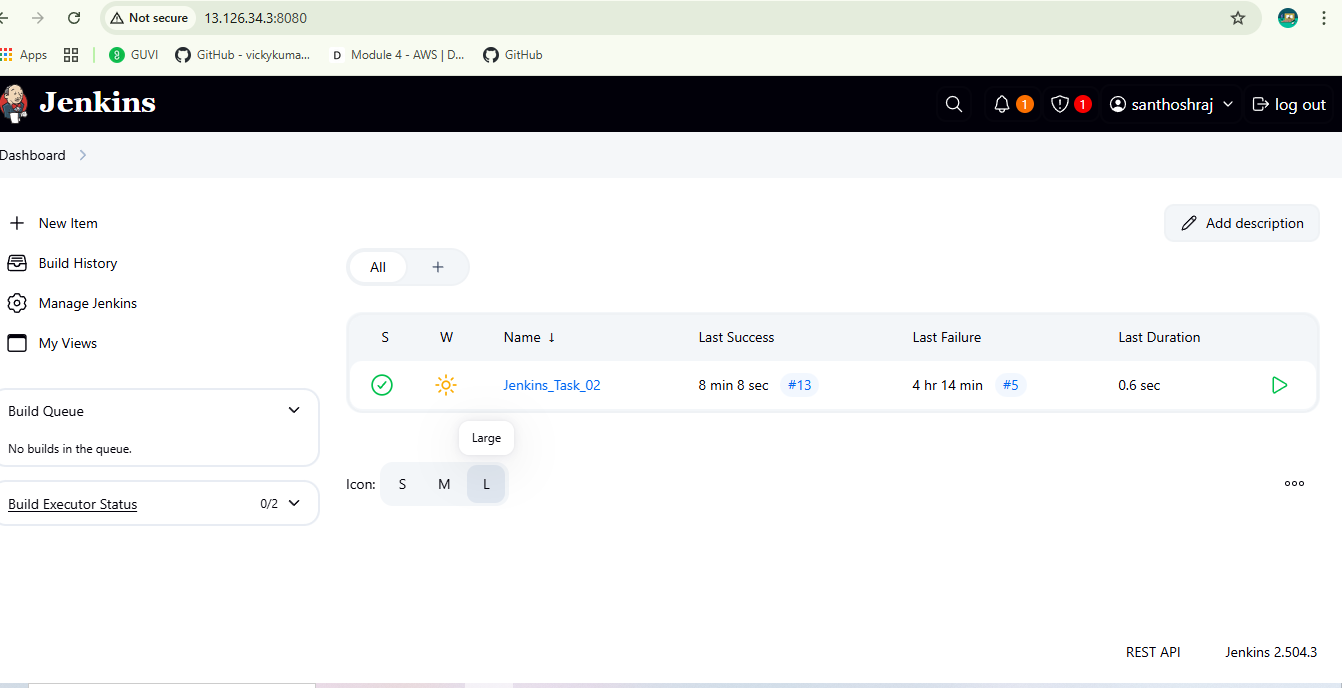 Not secure 13.126.34.3:8080
Apps GUVI GitHub - vickykuma... D Module 4 - AWS | D... GitHub
Jenkins 1 1 santhoshraj log out
Dashboard
New Item
Add description
Build History
All +
Manage Jenkins
My Views
S W Name ↓ Last Success Last Failure Last Duration
Jenkins_Task_02 8 min 8 sec #13 4 hr 14 min #5 0.6 sec
Build Queue
No builds in the queue.
Large
Icon: S M L
Build Executor Status 0/2
REST API Jenkins 2.504.3